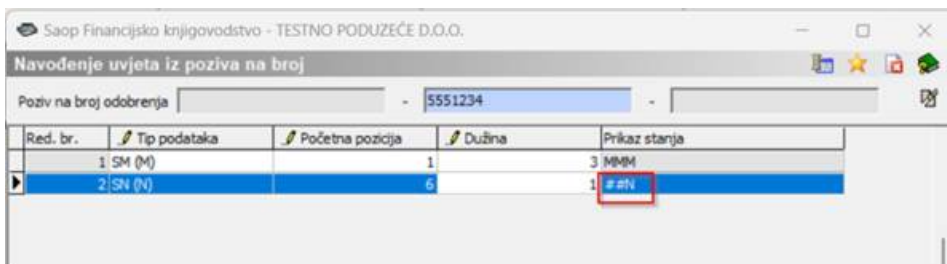 Saop Financijsko knjigovodstvo - TESTNO PODUZEĆE D.O.O.
Navođenje uvjeta iz poziva na broj
Poziv na broj odobrenja - 5551234 -
Red. br. Tip podataka Početna pozicija Dužina Prikaz stanja
1 SM (M) 1 3 MMM
2 SN (N) 6 1 ##N